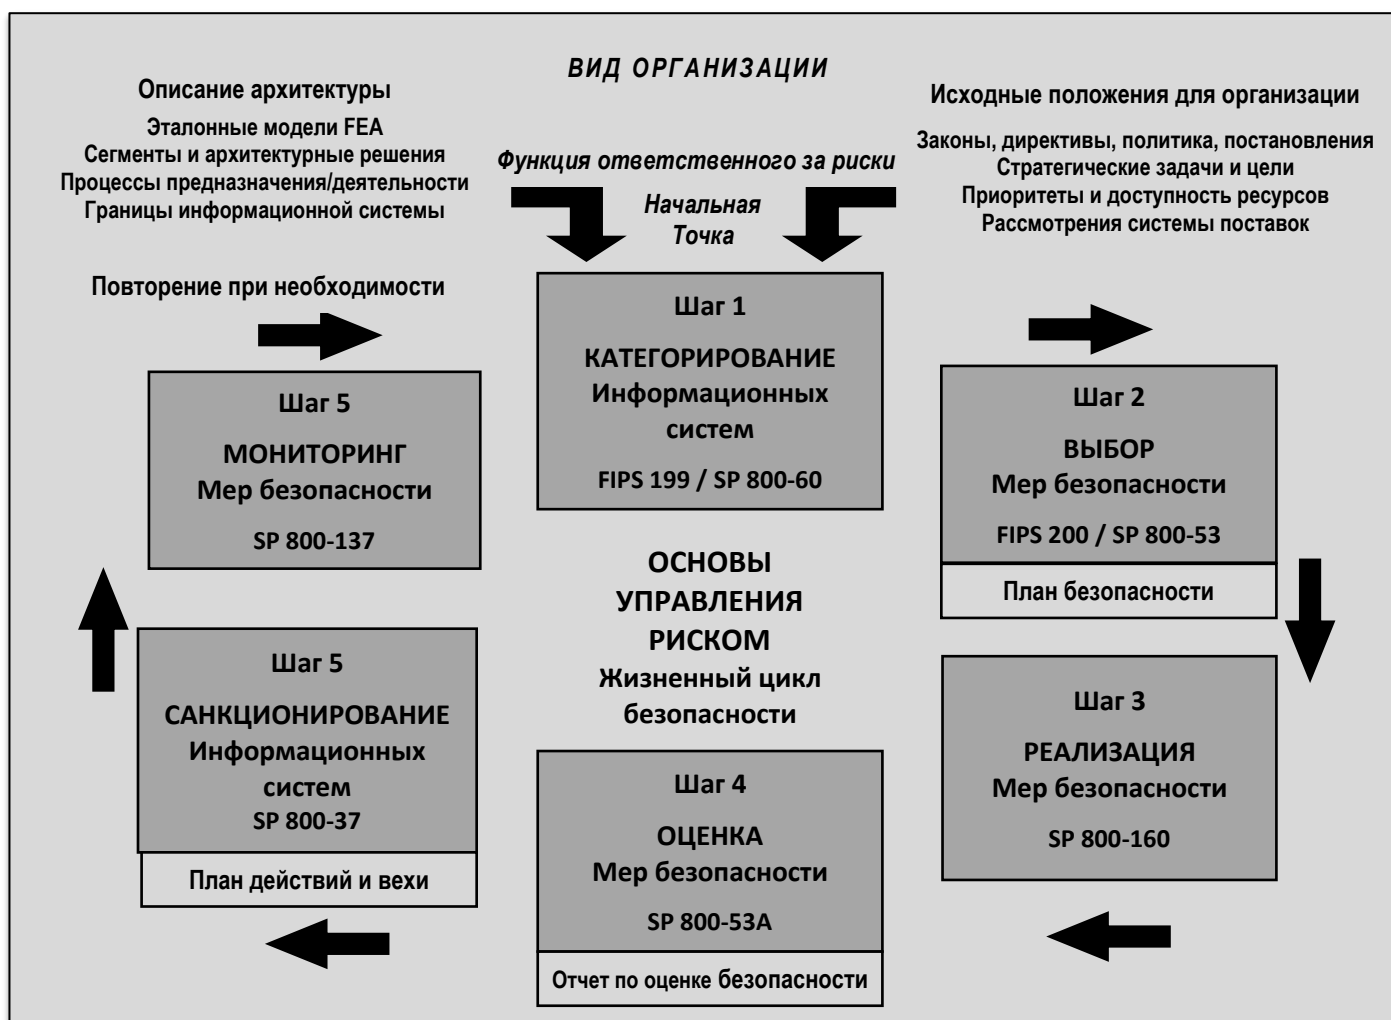 ВИД ОРГАНИЗАЦИИ
Описание архитектуры
Эталонные модели FEA
Сегменты и архитектурные решения
Процессы предназначения/деятельности
Границы информационной системы
Функция ответственного за риски
Начальная
Точка
Исходные положения для организации
Законы, директивы, политика, постановления
Стратегические задачи и цели
Приоритеты и доступность ресурсов
Рассмотрения системы поставок
Повторение при необходимости
Шаг 1
КАТЕГОРИРОВАНИЕ
Информационных
систем
FIPS 199 / SP 800-60
Шаг 2
ВЫБОР
Мер безопасности
FIPS 200 / SP 800-53
План безопасности
Шаг 3
РЕАЛИЗАЦИЯ
Мер безопасности
SP 800-160
Шаг 4
ОЦЕНКА
Мер безопасности
SP 800-53A
Отчет по оценке безопасности
Шаг 5
САНКЦИОНИРОВАНИЕ
Информационных
систем
SP 800-37
План действий и вехи
Шаг 5
МОНИТОРИНГ
Мер безопасности
SP 800-137
ОСНОВЫ
УПРАВЛЕНИЯ
РИСКОМ
Жизненный цикл
безопасности